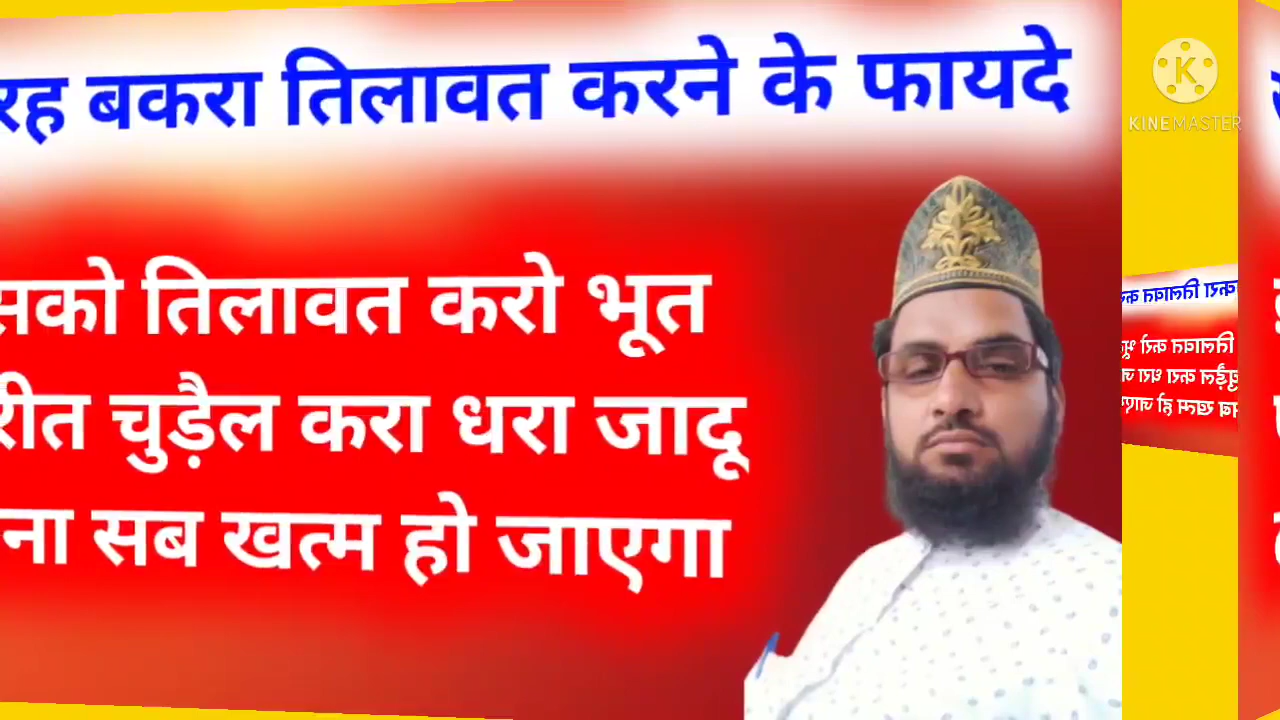 रह बकरा तिलावत करने के फायदे
सको तिलावत करो भूत
रीत चुड़ैल करा धरा जादू
ना सब खत्म हो जाएगा
KINEMASTER